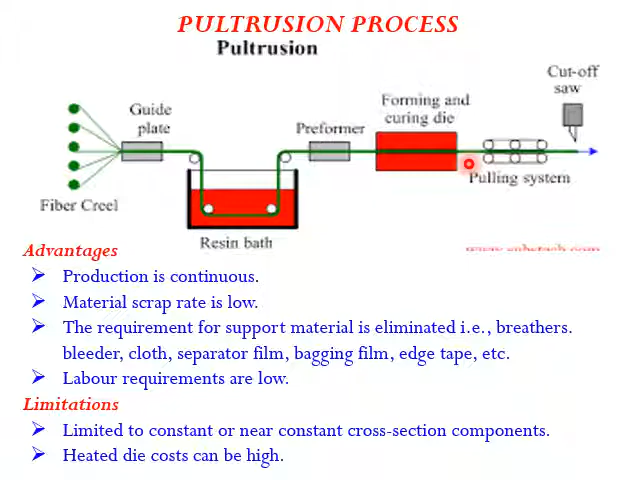 PULTRUSION PROCESS
Pultrusion
Cut-off
saw
Forming and
curing die
Guide
plate
Preformer
Pulling system
Fiber Creel
Resin bath
Advantages
➢ Production is continuous.
➢ Material scrap rate is low.
➢ The requirement for support material is eliminated i.e., breathers.
bleeder, cloth, separator film, bagging film, edge tape, etc.
➢ Labour requirements are low.
Limitations
➢ Limited to constant or near constant cross-section components.
➢ Heated die costs can be high.